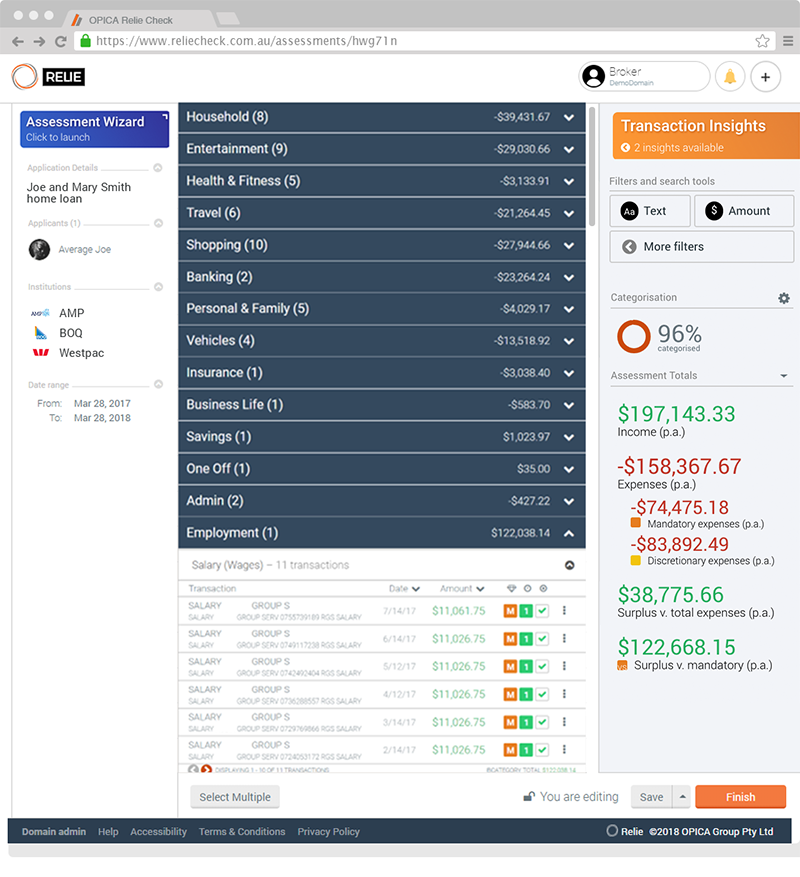 OPICA Relie Check
https://www.reliecheck.com.au/assessments/hwg71n
RELIE
Broker
DemoDomain
+
Assessment Wizard
Click to launch
Application Details
Joe and Mary Smith
home loan
Applicants (1)
Average Joe
Institutions
AMP AMP
BOQ
Westpac
Date range
From: Mar 28, 2017
To: Mar 28, 2018
Household (8) -$39,431.67
Entertainment (9) -$29,030.66
Health & Fitness (5) -$3,133.91
Travel (6) -$21,264.45
Shopping (10) -$27,944.66
Banking (2) -$23,264.24
Personal & Family (5) -$4,029.17
Vehicles (4) -$13,518.92
Insurance (1) -$3,038.40
Business Life (1) -$583.70
Savings (1) $1,023.97
One Off (1) $35.00
Admin (2) -$427.22
Employment (1) $122,038.14
Salary (Wages) – 11 transactions
Transaction Date Amount
SALARY GROUP S 7/14/17 $11,061.75 M 1
SALARY GROUP SERV 0755739189 RGS SALARY
SALARY GROUP S 6/14/17 $11,026.75 M 1
SALARY GROUP SERV 0749117238 RGS SALARY
SALARY GROUP S 5/12/17 $11,026.75 M 1
SALARY GROUP SERV 0742492404 RGS SALARY
SALARY GROUP S 4/12/17 $11,026.75 M 1
SALARY GROUP SERV 0736288557 RGS SALARY
SALARY GROUP S 3/14/17 $11,026.75 M 1
SALARY GROUP SERV 0729769866 RGS SALARY
SALARY GROUP S 2/14/17 $11,026.75 M 1
SALARY GROUP SERV 0724053172 RGS SALARY
DISPLAYING 1 - 10 OF 11 TRANSACTIONS CATEGORY TOTAL $122,038.14
Transaction Insights
2 insights available
Filters and search tools
Aa Text $ Amount
More filters
Categorisation
96%
categorised
Assessment Totals
$197,143.33
Income (p.a.)
-$158,367.67
Expenses (p.a.)
-$74,475.18
Mandatory expenses (p.a.)
-$83,892.49
Discretionary expenses (p.a.)
$38,775.66
Surplus v. total expenses (p.a.)
$122,668.15
vs Surplus v. mandatory (p.a.)
Select Multiple You are editing Save Finish
Domain admin Help Accessibility Terms & Conditions Privacy Policy Relie ©2018 OPICA Group Pty Ltd